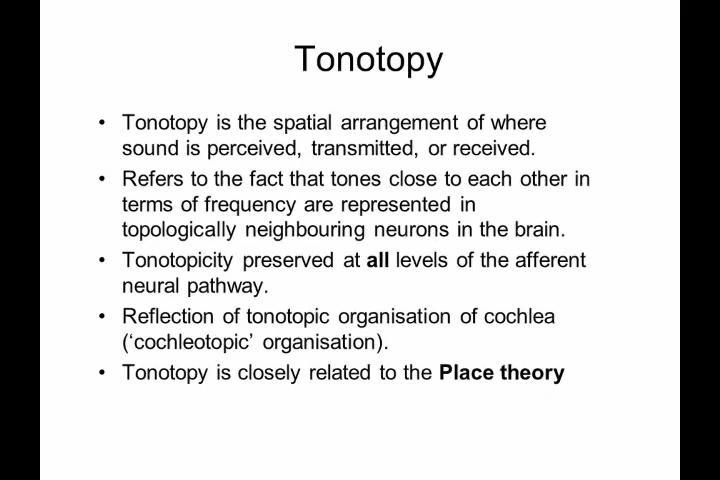 Tonotopy
• Tonotopy is the spatial arrangement of where
sound is perceived, transmitted, or received.
• Refers to the fact that tones close to each other in
terms of frequency are represented in
topologically neighbouring neurons in the brain.
• Tonotopicity preserved at all levels of the afferent
neural pathway.
• Reflection of tonotopic organisation of cochlea
(‘cochleotopic’ organisation).
• Tonotopy is closely related to the Place theory